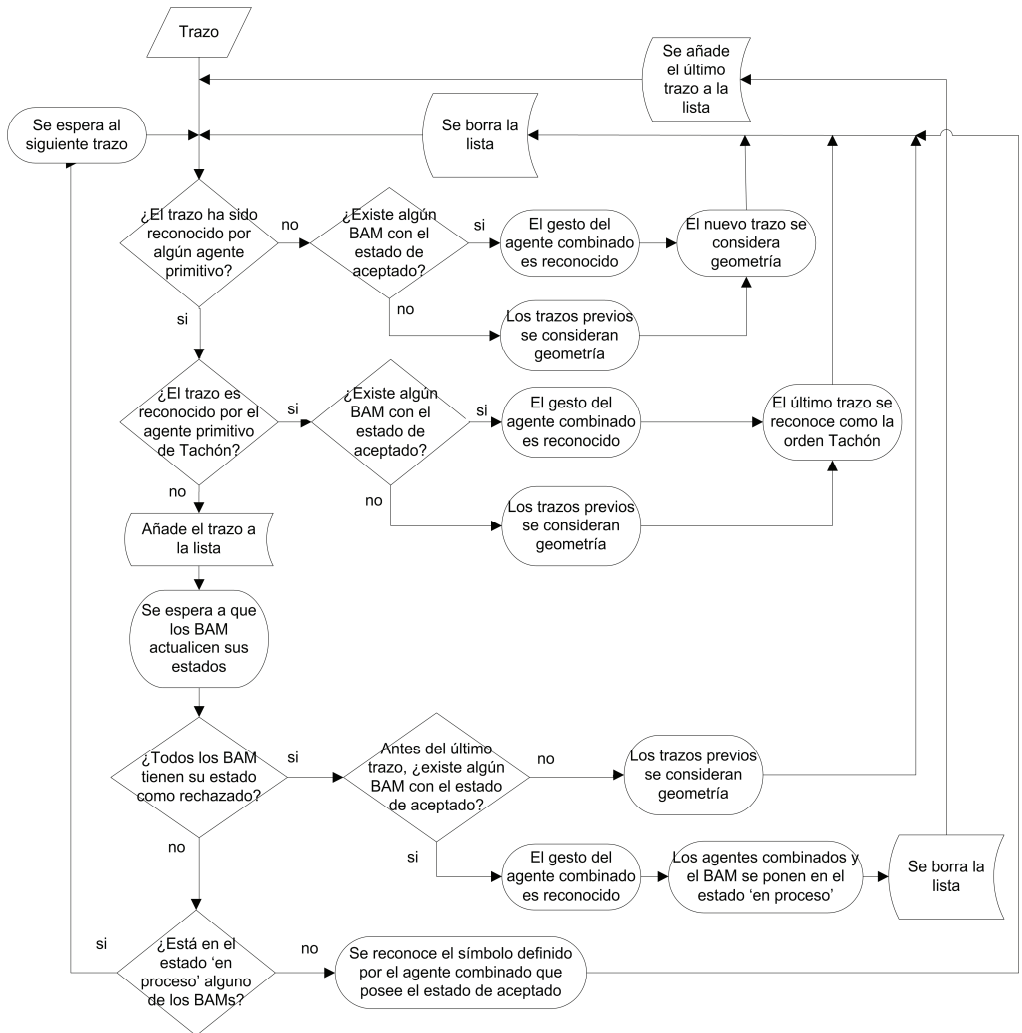 Trazo
Se añade
el último
trazo a la
lista
Se espera al
siguiente trazo
Se borra la
lista
¿El trazo ha sido
reconocido por
algún agente
primitivo?
no
¿Existe algún
BAM con el
estado de
aceptado?
si
El gesto del
agente combinado
es reconocido
El nuevo trazo se
considera
geometría
si
no
Los trazos previos
se consideran
geometría
¿El trazo es
reconocido por el
agente primitivo
de Tachón?
si
¿Existe algún
BAM con el
estado de
aceptado?
si
El gesto del
agente combinado
es reconocido
El último trazo se
reconoce como la
orden Tachón
no
no
Los trazos previos
se consideran
geometría
Añade el trazo a
la lista
Se espera a que
los BAM
actualicen sus
estados
¿Todos los BAM
tienen su estado
como rechazado?
si
Antes del último
trazo, ¿existe algún
BAM con el estado
de aceptado?
no
Los trazos previos
se consideran
geometría
no
si
El gesto del
agente combinado
es reconocido
Los agentes combinados y
el BAM se ponen en el
estado ‘en proceso’
Se borra la
lista
si
¿Está en el
estado ‘en
proceso’ alguno
de los BAMs?
no
Se reconoce el símbolo definido
por el agente combinado que
posee el estado de aceptado